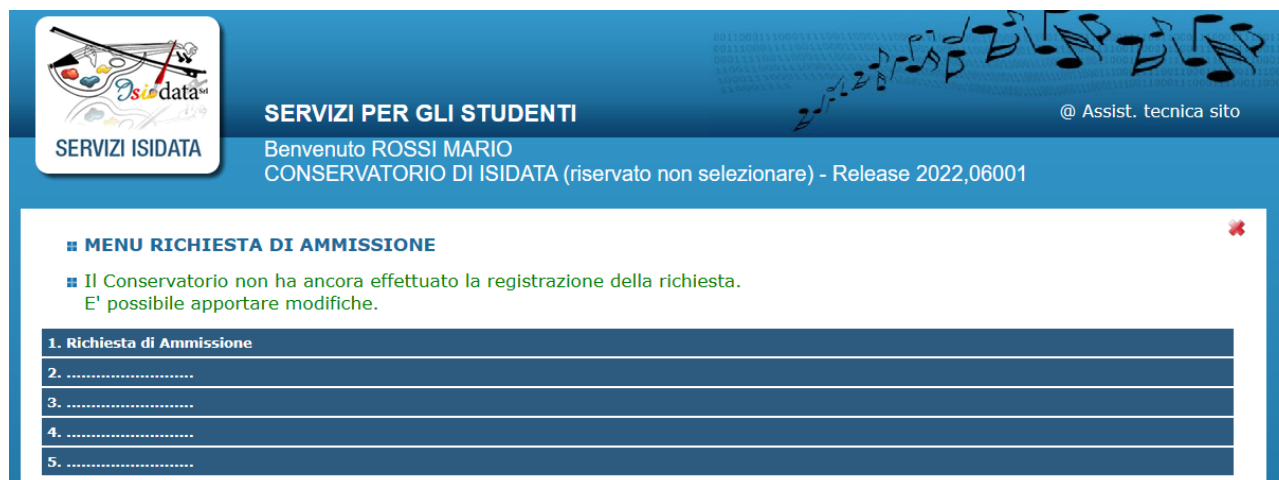 Isidata srl
SERVIZI ISIDATA
SERVIZI PER GLI STUDENTI
@ Assist. tecnica sito
Benvenuto ROSSI MARIO
CONSERVATORIO DI ISIDATA (riservato non selezionare) - Release 2022,06001
MENU RICHIESTA DI AMMISSIONE
Il Conservatorio non ha ancora effettuato la registrazione della richiesta.
E' possibile apportare modifiche.
1. Richiesta di Ammissione
2. ..........................
3. ..........................
4. ..........................
5. ..........................